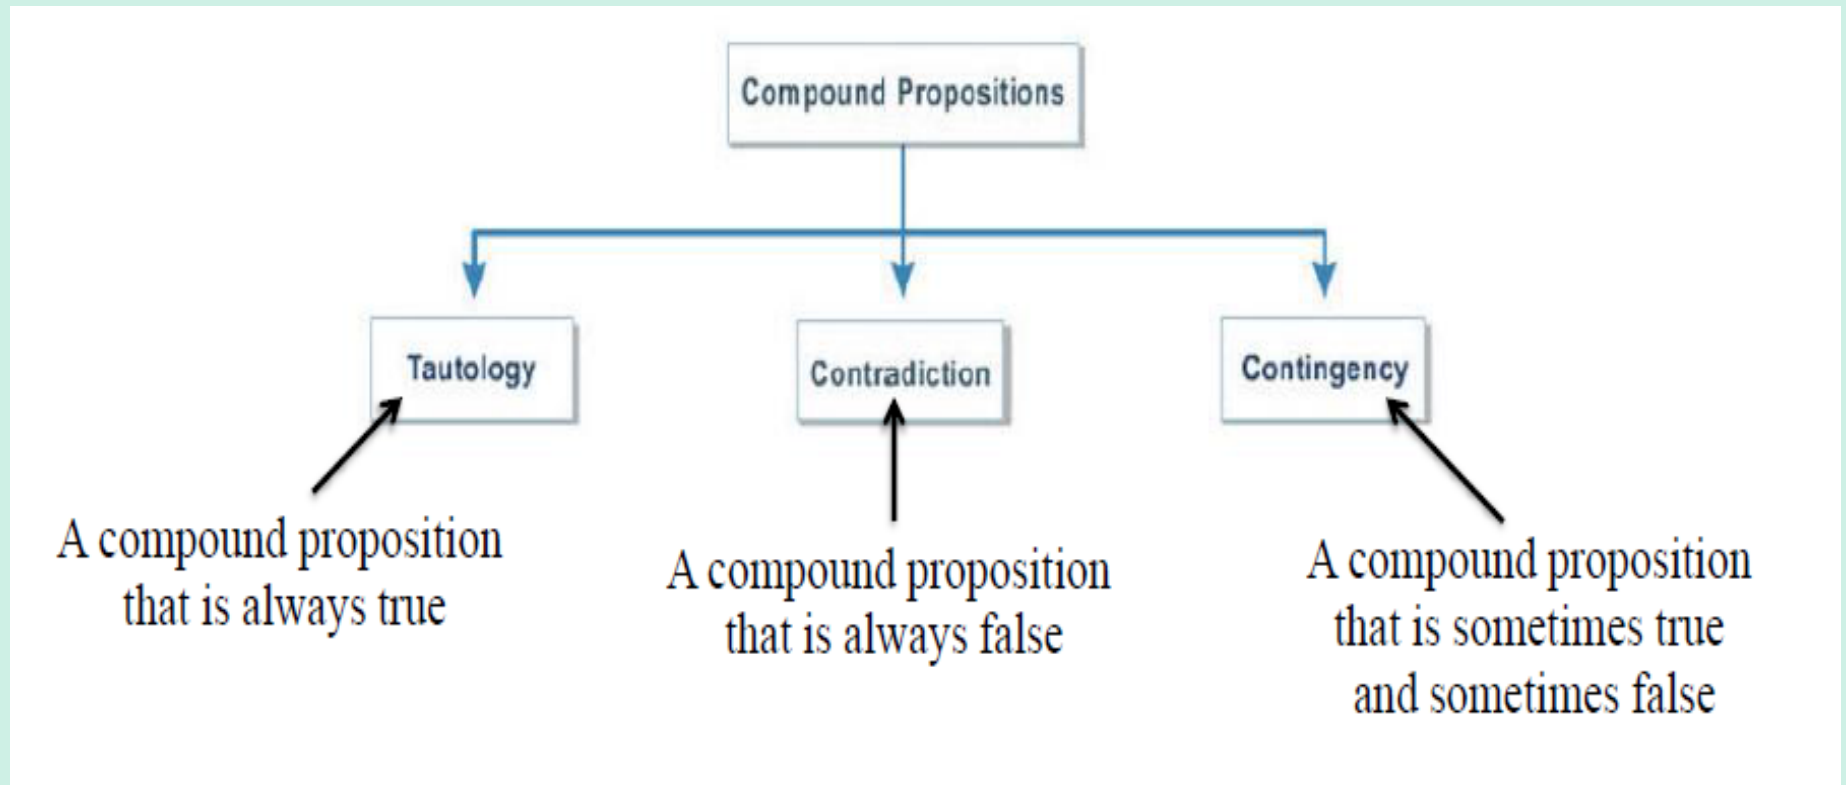 Compound Propositions
Tautology
Contradiction
Contingency
A compound proposition
that is always true
A compound proposition
that is always false
A compound proposition
that is sometimes true
and sometimes false